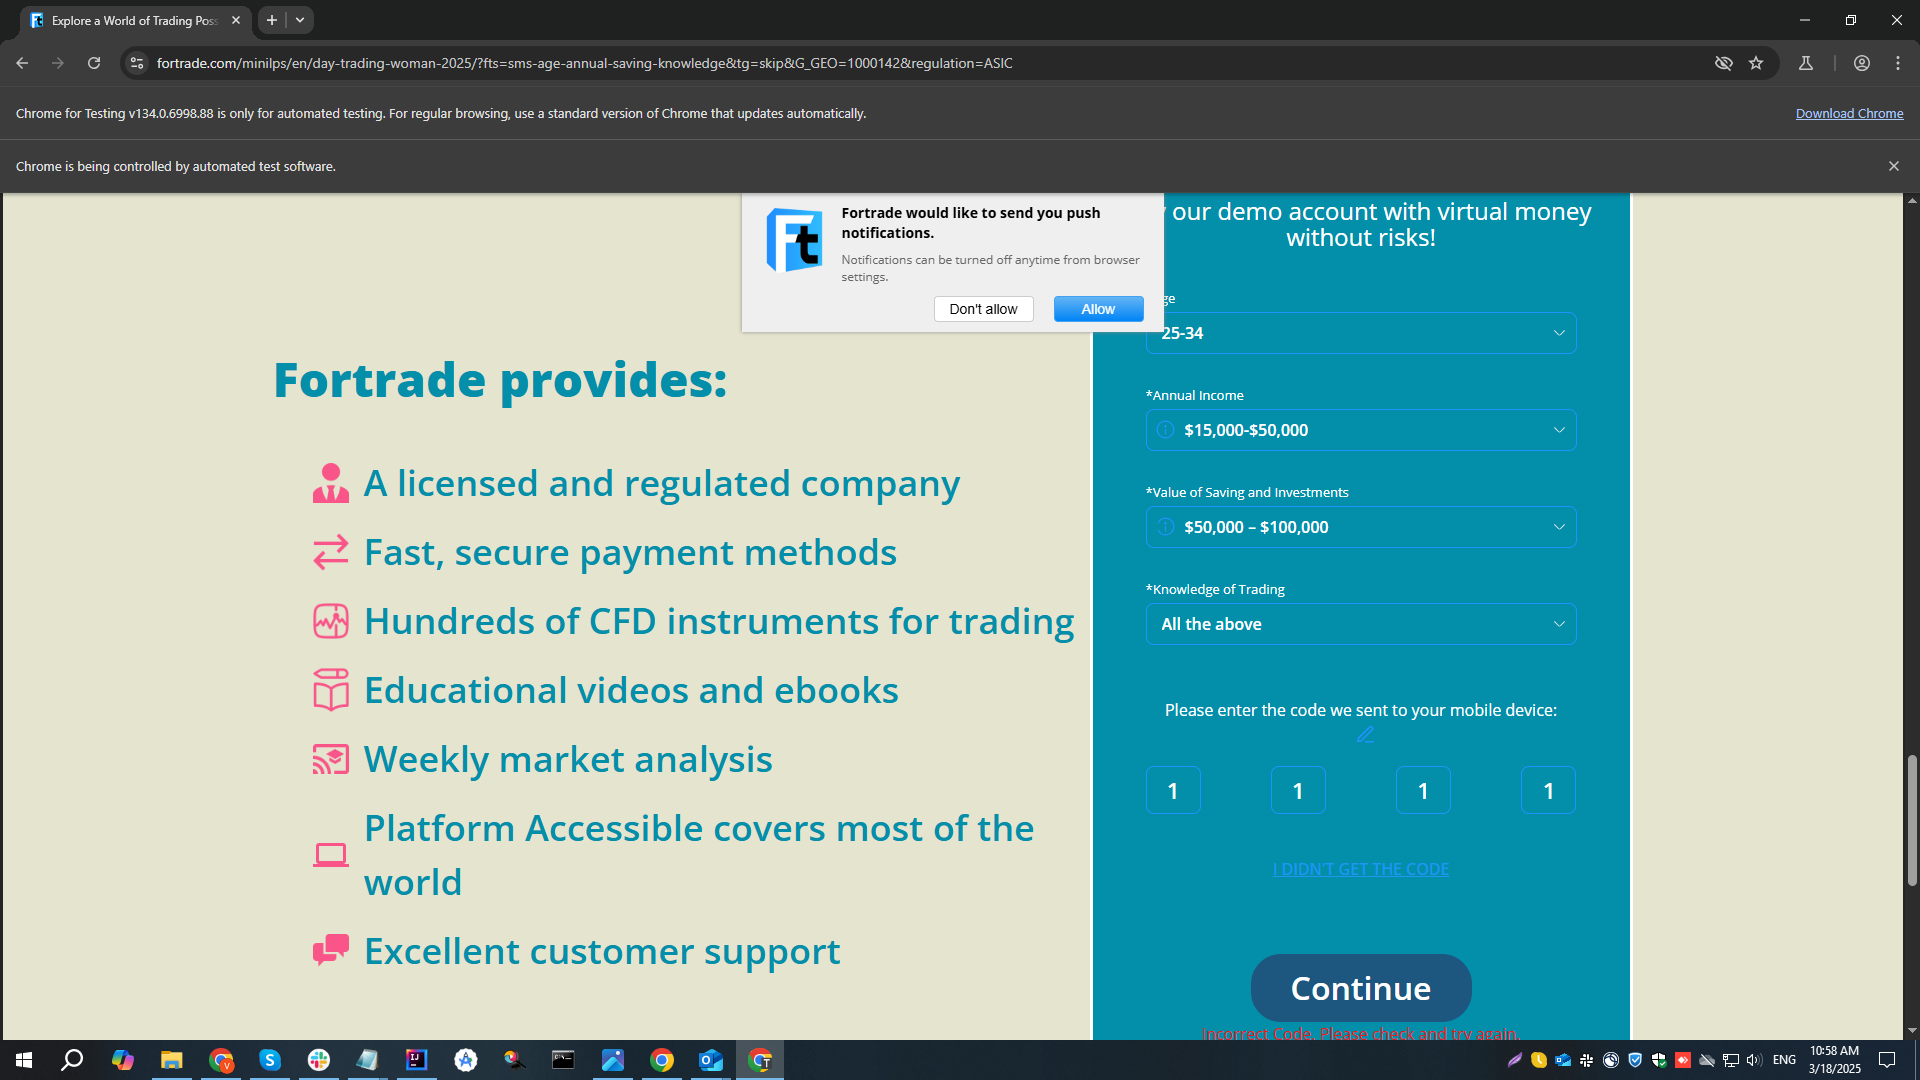 Explore a World of Trading Poss
fortrade.com/minilps/en/day-trading-woman-2025/?fts=sms-age-annual-saving-knowledge&tg=skip&G_GEO=1000142&regulation=ASIC
Chrome for Testing v134.0.6998.88 is only for automated testing. For regular browsing, use a standard version of Chrome that updates automatically.
Download Chrome
Chrome is being controlled by automated test software.
Ft
Fortrade would like to send you push
notifications.
Notifications can be turned off anytime from browser
settings.
Don't allow
Allow
our demo account with virtual money
without risks!
ge
25-34
*Annual Income
$15,000-$50,000
*Value of Saving and Investments
$50,000 – $100,000
*Knowledge of Trading
All the above
Please enter the code we sent to your mobile device:
1 1 1 1
I DIDN'T GET THE CODE
Continue
Incorrect Code. Please check and try again.
Fortrade provides:
A licensed and regulated company
Fast, secure payment methods
Hundreds of CFD instruments for trading
Educational videos and ebooks
Weekly market analysis
Platform Accessible covers most of the
world
Excellent customer support
ENG
10:58 AM
3/18/2025